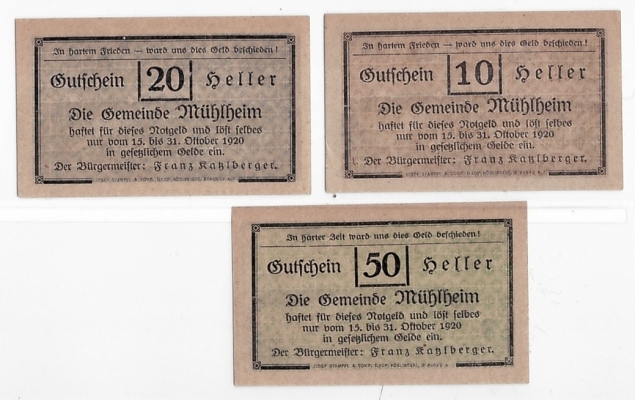 In hartem Frieden — ward uns dies Geld beschieden!
Gutschein 20 Heller
Die Gemeinde Mühlheim
haftet für dieses Notgeld und löst selbes
nur vom 15. bis 31. Oktober 1920
in gesetzlichem Gelde ein.
Der Bürgermeister: Franz Katzlberger.
In hartem Frieden — ward uns dies Geld beschieden!
Gutschein 10 Heller
Die Gemeinde Mühlheim
haftet für dieses Notgeld und löst selbes
nur vom 15. bis 31. Oktober 1920
in gesetzlichem Gelde ein.
Der Bürgermeister: Franz Katzlberger.
In harter Zeit ward uns dies Geld beschieden!
Gutschein 50 Heller
Die Gemeinde Mühlheim
haftet für dieses Notgeld und löst selbes
nur vom 15. bis 31. Oktober 1920
in gesetzlichem Gelde ein.
Der Bürgermeister: Franz Katzlberger.